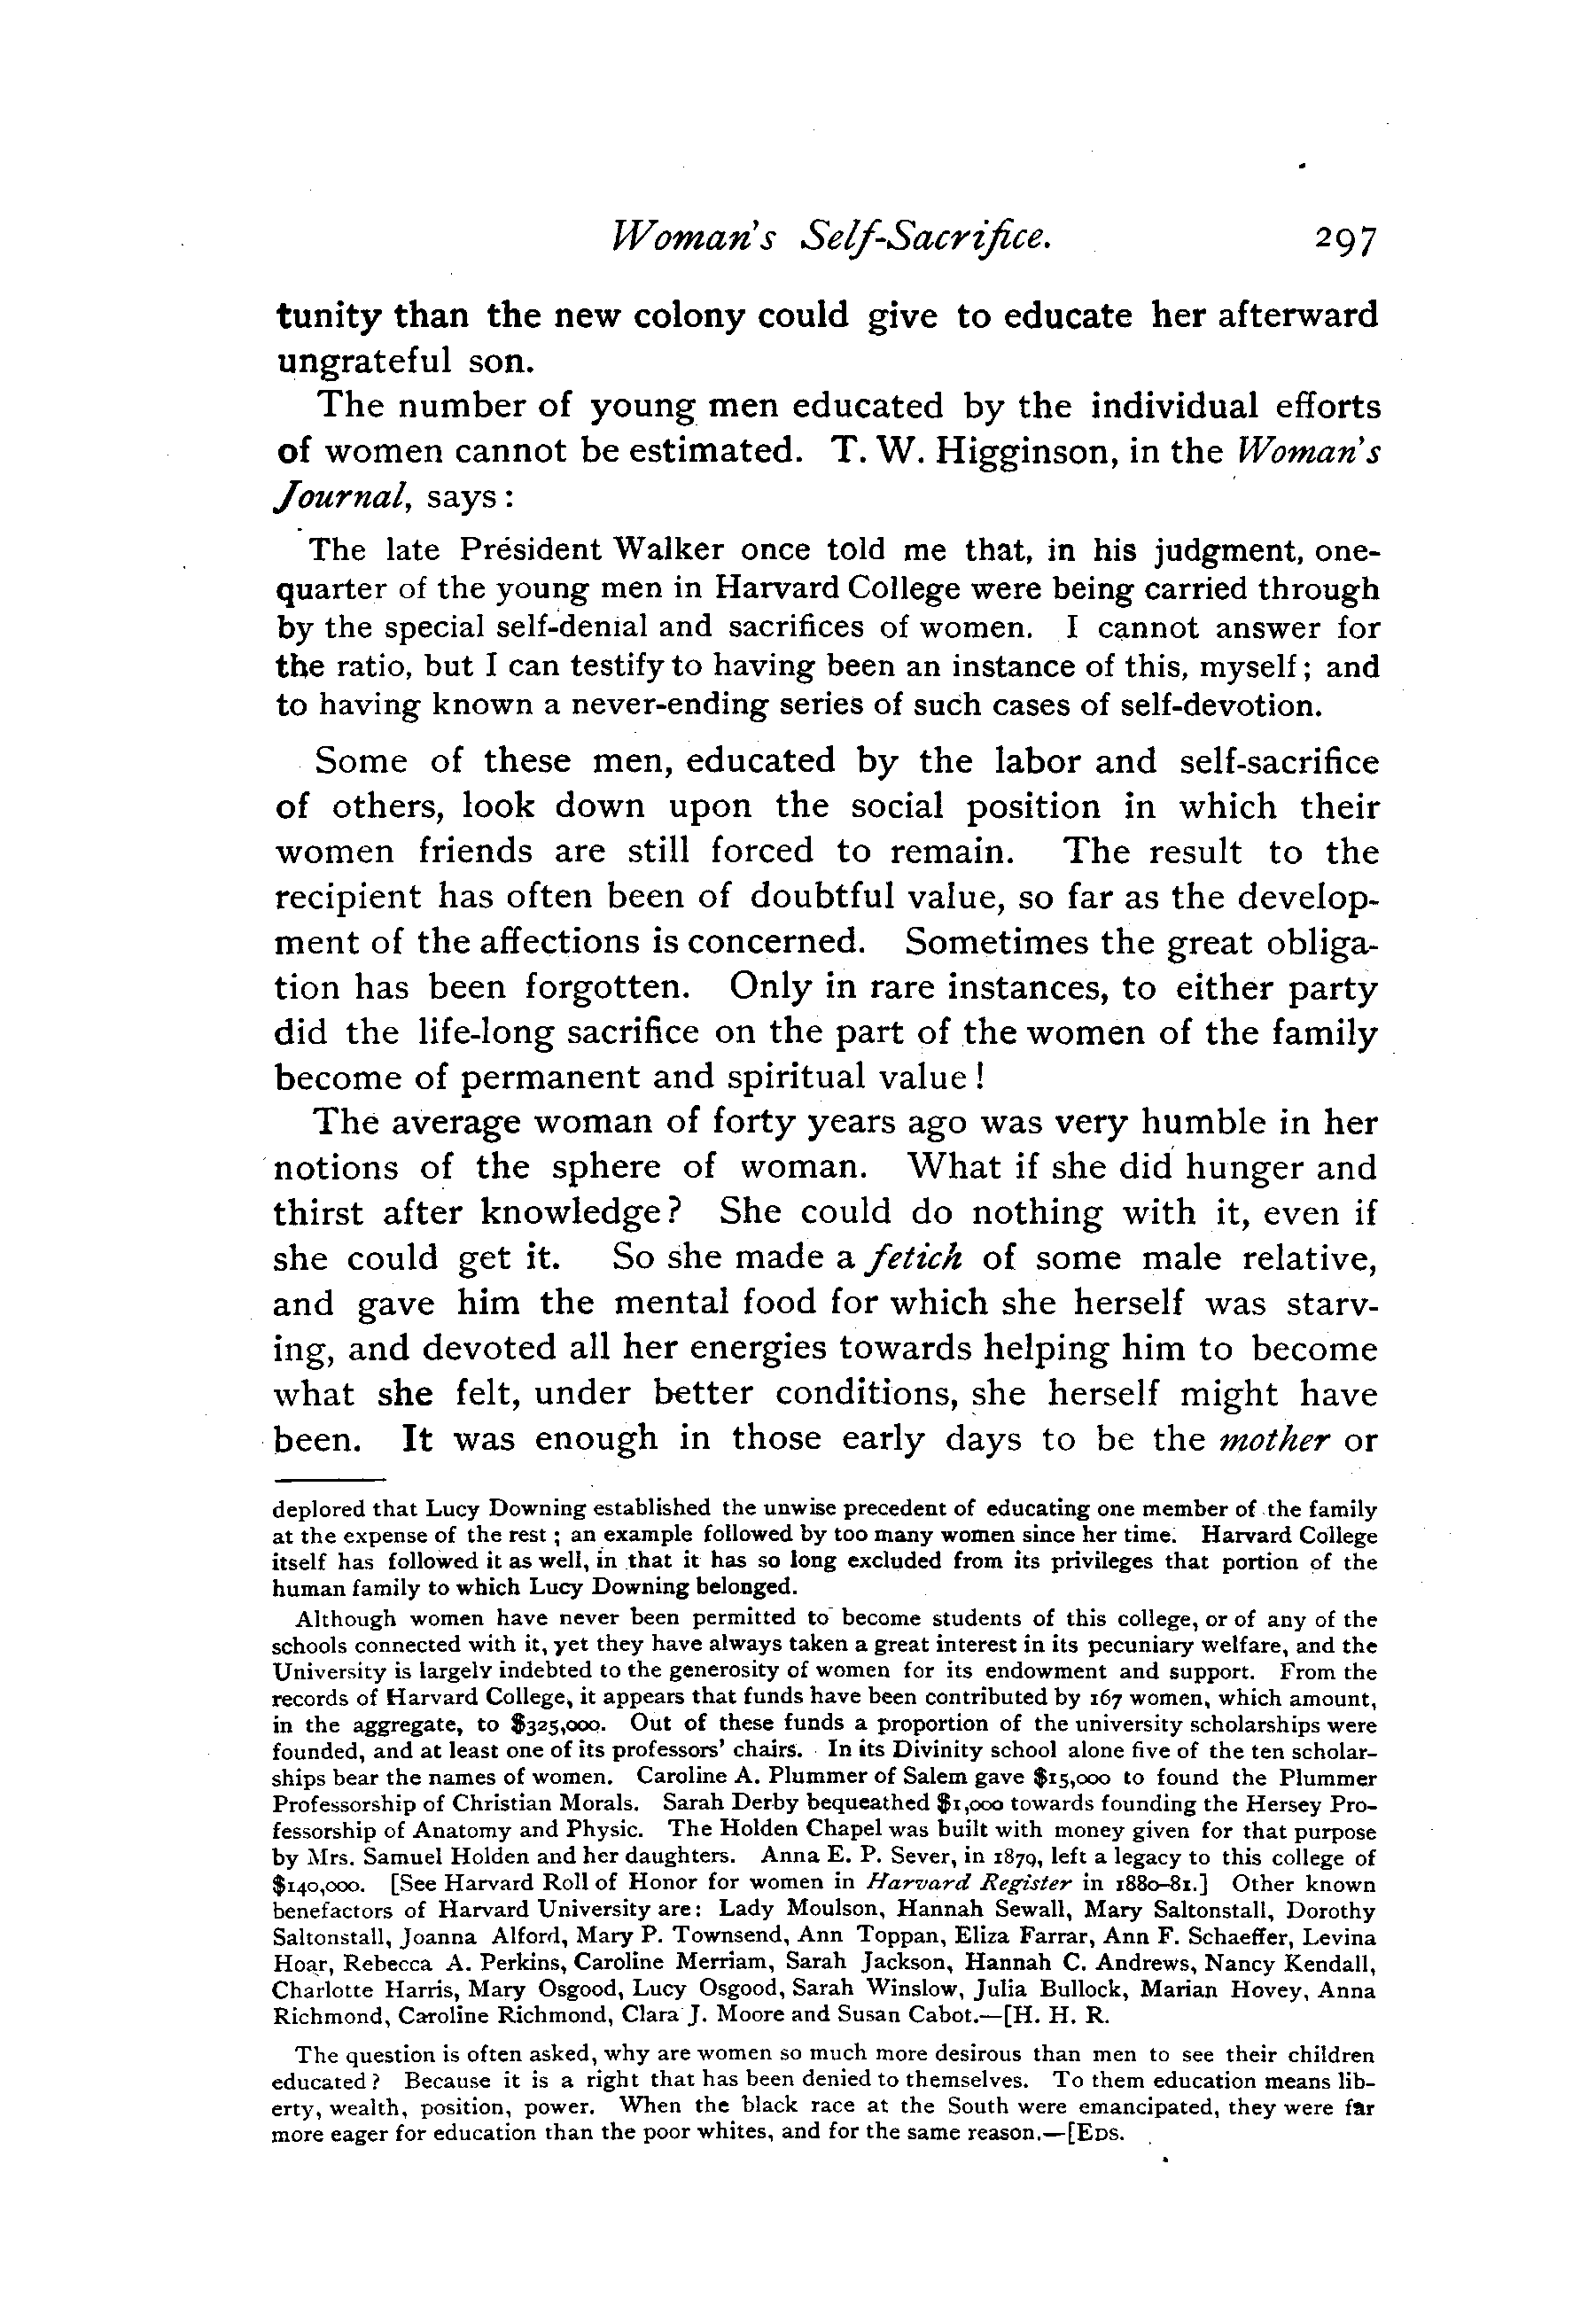 Woman's Self-Sacrifice. 297
tunity than the new colony could give to educate her afterward
ungrateful son.
The number of young men educated by the individual efforts
of women cannot be estimated. T. W. Higginson, in the Woman's
Journal, says :
The late President Walker once told me that, in his judgment, one-
quarter of the young men in Harvard College were being carried through
by the special self-denial and sacrifices of women. I cannot answer for
the ratio, but I can testify to having been an instance of this, myself ; and
to having known a never-ending series of such cases of self-devotion.
Some of these men, educated by the labor and self-sacrifice
of others, look down upon the social position in which their
women friends are still forced to remain. The result to the
recipient has often been of doubtful value, so far as the develop-
ment of the affections is concerned. Sometimes the great obliga-
tion has been forgotten. Only in rare instances, to either party
did the life-long sacrifice on the part of the women of the family
become of permanent and spiritual value !
The average woman of forty years ago was very humble in her
notions of the sphere of woman. What if she did hunger and
thirst after knowledge? She could do nothing with it, even if
she could get it. So she made a fetich of some male relative,
and gave him the mental food for which she herself was starv-
ing, and devoted all her energies towards helping him to become
what she felt, under better conditions, she herself might have
been. It was enough in those early days to be the mother or
deplored that Lucy Downing established the unwise precedent of educating one member of the family
at the expense of the rest ; an example followed by too many women since her time. Harvard College
itself has followed it as well, in that it has so long excluded from its privileges that portion of the
human family to which Lucy Downing belonged.
Although women have never been permitted to become students of this college, or of any of the
schools connected with it, yet they have always taken a great interest in its pecuniary welfare, and the
University is largely indebted to the generosity of women for its endowment and support. From the
records of Harvard College, it appears that funds have been contributed by 167 women, which amount,
in the aggregate, to $325,000. Out of these funds a proportion of the university scholarships were
founded, and at least one of its professors' chairs. In its Divinity school alone five of the ten scholar-
ships bear the names of women. Caroline A. Plummer of Salem gave $15,000 to found the Plummer
Professorship of Christian Morals. Sarah Derby bequeathed $1,000 towards founding the Hersey Pro-
fessorship of Anatomy and Physic. The Holden Chapel was built with money given for that purpose
by Mrs. Samuel Holden and her daughters. Anna E. P. Sever, in 1879, left a legacy to this college of
$140,000. [See Harvard Roll of Honor for women in Harvard Register in 1880-81.] Other known
benefactors of Harvard University are: Lady Moulson, Hannah Sewall, Mary Saltonstall, Dorothy
Saltonstall, Joanna Alford, Mary P. Townsend, Ann Toppan, Eliza Farrar, Ann F. Schaeffer, Levina
Hoar, Rebecca A. Perkins, Caroline Merriam, Sarah Jackson, Hannah C. Andrews, Nancy Kendall,
Charlotte Harris, Mary Osgood, Lucy Osgood, Sarah Winslow, Julia Bullock, Marian Hovey, Anna
Richmond, Caroline Richmond, Clara J. Moore and Susan Cabot.—[H. H. R.
The question is often asked, why are women so much more desirous than men to see their children
educated ? Because it is a right that has been denied to themselves. To them education means lib-
erty, wealth, position, power. When the black race at the South were emancipated, they were far
more eager for education than the poor whites, and for the same reason.—[EDS.